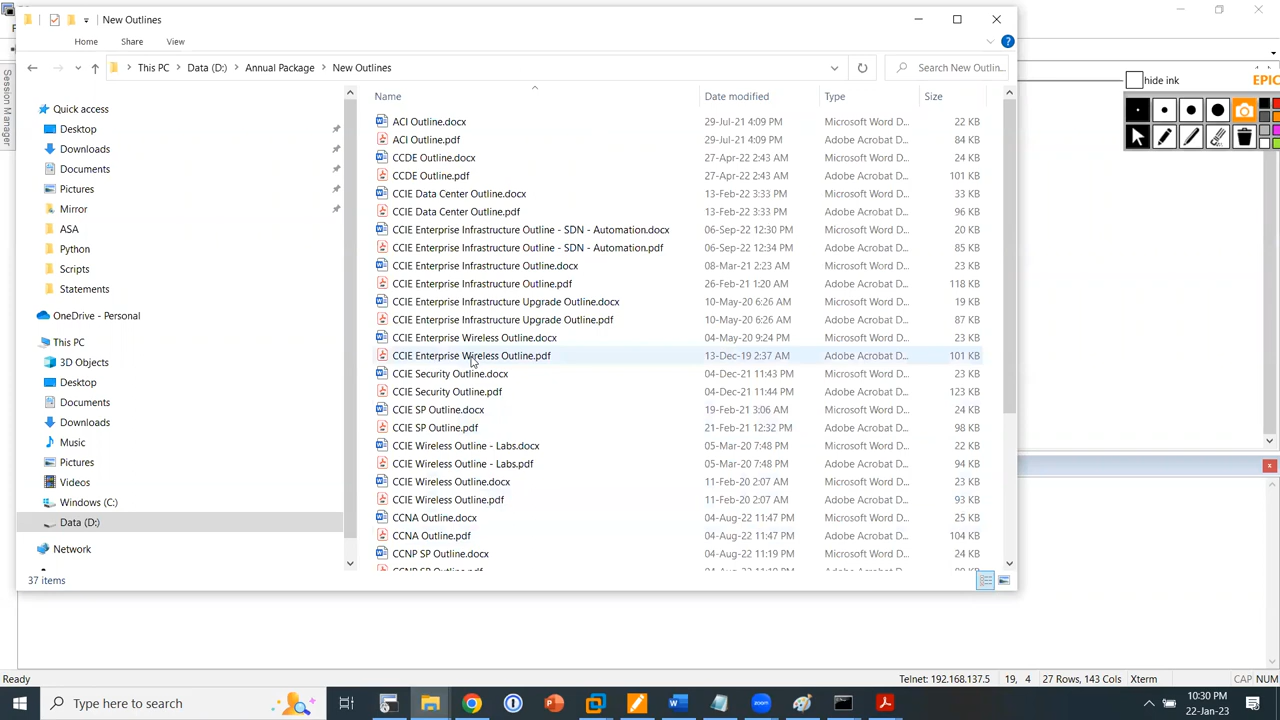 New Outlines
Home Share View
This PC Data (D:) Annual Package New Outlines Search New Outlin...
hide ink EPIC
Session Manager
Quick access
Desktop
Downloads
Documents
Pictures
Mirror
ASA
Python
Scripts
Statements
OneDrive - Personal
This PC
3D Objects
Desktop
Documents
Downloads
Music
Pictures
Videos
Windows (C:)
Data (D:)
Network
Name Date modified Type Size
ACI Outline.docx 29-Jul-21 4:09 PM Microsoft Word D... 22 KB
ACI Outline.pdf 29-Jul-21 4:09 PM Adobe Acrobat D... 84 KB
CCDE Outline.docx 27-Apr-22 2:43 AM Microsoft Word D... 24 KB
CCDE Outline.pdf 27-Apr-22 2:43 AM Adobe Acrobat D... 101 KB
CCIE Data Center Outline.docx 13-Feb-22 3:33 PM Microsoft Word D... 33 KB
CCIE Data Center Outline.pdf 13-Feb-22 3:33 PM Adobe Acrobat D... 96 KB
CCIE Enterprise Infrastructure Outline - SDN - Automation.docx 06-Sep-22 12:30 PM Microsoft Word D... 20 KB
CCIE Enterprise Infrastructure Outline - SDN - Automation.pdf 06-Sep-22 12:34 PM Adobe Acrobat D... 85 KB
CCIE Enterprise Infrastructure Outline.docx 08-Mar-21 2:23 AM Microsoft Word D... 23 KB
CCIE Enterprise Infrastructure Outline.pdf 26-Feb-21 1:20 AM Adobe Acrobat D... 118 KB
CCIE Enterprise Infrastructure Upgrade Outline.docx 10-May-20 6:26 AM Microsoft Word D... 19 KB
CCIE Enterprise Infrastructure Upgrade Outline.pdf 10-May-20 6:26 AM Adobe Acrobat D... 87 KB
CCIE Enterprise Wireless Outline.docx 04-May-20 9:24 PM Microsoft Word D... 23 KB
CCIE Enterprise Wireless Outline.pdf 13-Dec-19 2:37 AM Adobe Acrobat D... 101 KB
CCIE Security Outline.docx 04-Dec-21 11:43 PM Microsoft Word D... 23 KB
CCIE Security Outline.pdf 04-Dec-21 11:44 PM Adobe Acrobat D... 123 KB
CCIE SP Outline.docx 19-Feb-21 3:06 AM Microsoft Word D... 24 KB
CCIE SP Outline.pdf 21-Feb-21 12:32 PM Adobe Acrobat D... 98 KB
CCIE Wireless Outline - Labs.docx 05-Mar-20 7:48 PM Microsoft Word D... 22 KB
CCIE Wireless Outline - Labs.pdf 05-Mar-20 7:48 PM Adobe Acrobat D... 94 KB
CCIE Wireless Outline.docx 11-Feb-20 2:07 AM Microsoft Word D... 23 KB
CCIE Wireless Outline.pdf 11-Feb-20 2:07 AM Adobe Acrobat D... 93 KB
CCNA Outline.docx 04-Aug-22 11:47 PM Microsoft Word D... 25 KB
CCNA Outline.pdf 04-Aug-22 11:47 PM Adobe Acrobat D... 104 KB
CCNP SP Outline.docx 04-Aug-22 11:19 PM Microsoft Word D... 24 KB
CCNP SP Outline.pdf
37 items
Ready Telnet: 192.168.137.5 19, 4 27 Rows, 143 Cols Xterm CAP NUM
Type here to search
10:30 PM
22-Jan-23